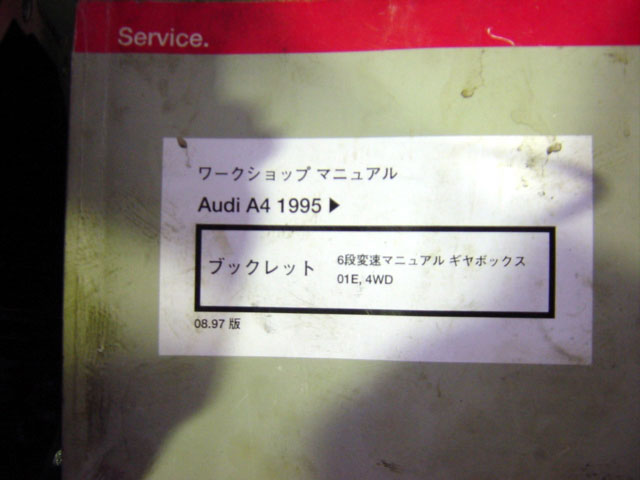 Service.
ワークショップ マニュアル
Audi A4 1995 ▶
ブックレット
6段変速マニュアル ギヤボックス
01E, 4WD
08.97 版